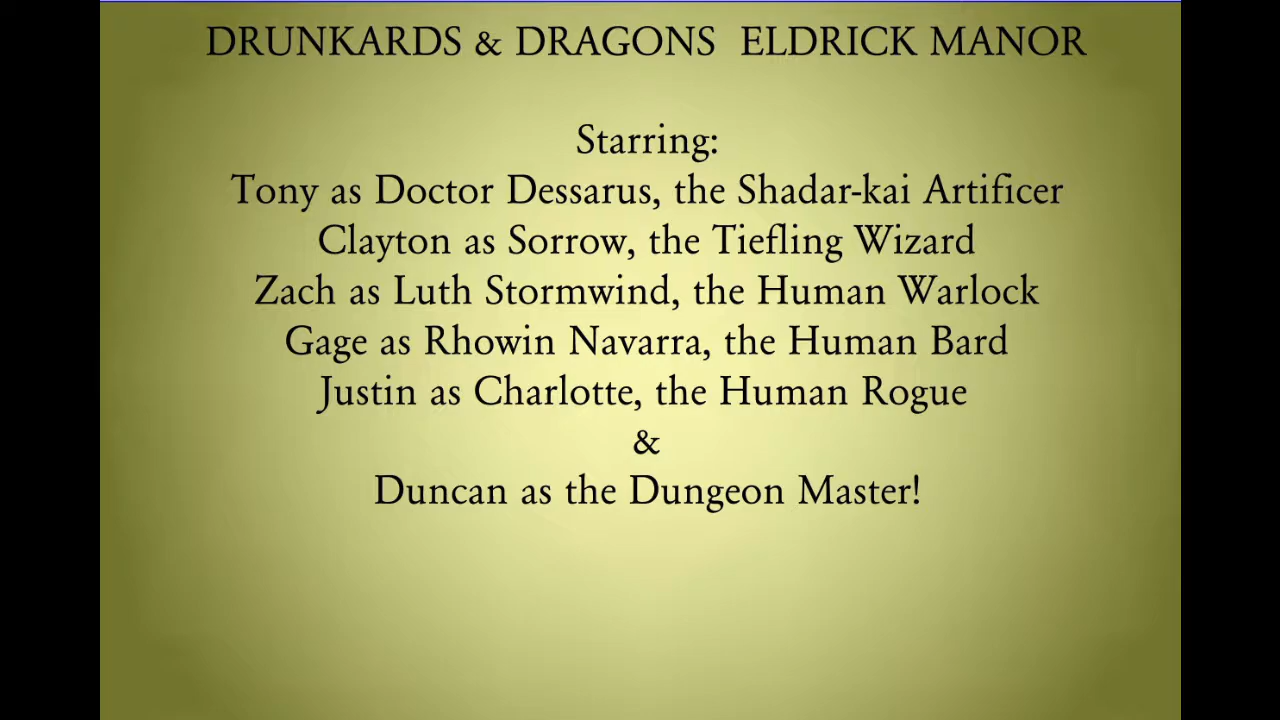 DRUNKARDS & DRAGONS ELDRICK MANOR
Starring:
Tony as Doctor Dessarus, the Shadar-kai Artificer
Clayton as Sorrow, the Tiefling Wizard
Zach as Luth Stormwind, the Human Warlock
Gage as Rhowin Navarra, the Human Bard
Justin as Charlotte, the Human Rogue
&
Duncan as the Dungeon Master!